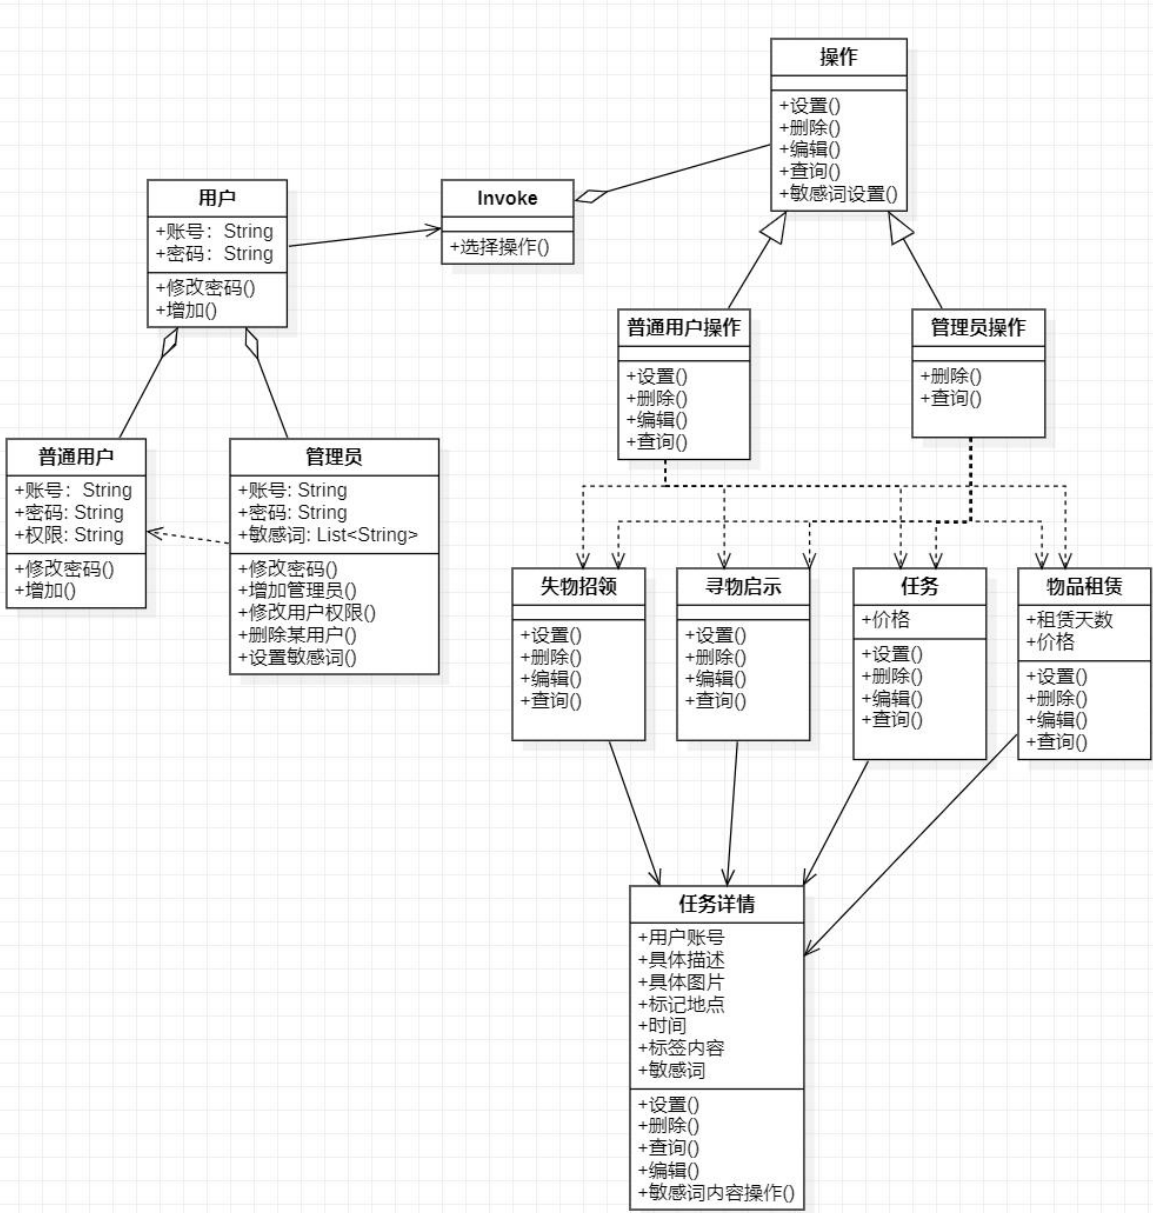 操作
+设置()
+删除()
+编辑()
+查询()
+敏感词设置()
用户
+账号：String
+密码：String
+修改密码()
+增加()
Invoke
+选择操作()
普通用户操作
+设置()
+删除()
+编辑()
+查询()
管理员操作
+删除()
+查询()
普通用户
+账号：String
+密码: String
+权限: String
+修改密码()
+增加()
管理员
+账号: String
+密码: String
+敏感词: List<String>
+修改密码()
+增加管理员()
+修改用户权限()
+删除某用户()
+设置敏感词()
失物招领
+设置()
+删除()
+编辑()
+查询()
寻物启示
+设置()
+删除()
+编辑()
+查询()
任务
+价格
+设置()
+删除()
+编辑()
+查询()
物品租赁
+租赁天数
+价格
+设置()
+删除()
+编辑()
+查询()
任务详情
+用户账号
+具体描述
+具体图片
+标记地点
+时间
+标签内容
+敏感词
+设置()
+删除()
+查询()
+编辑()
+敏感词内容操作()